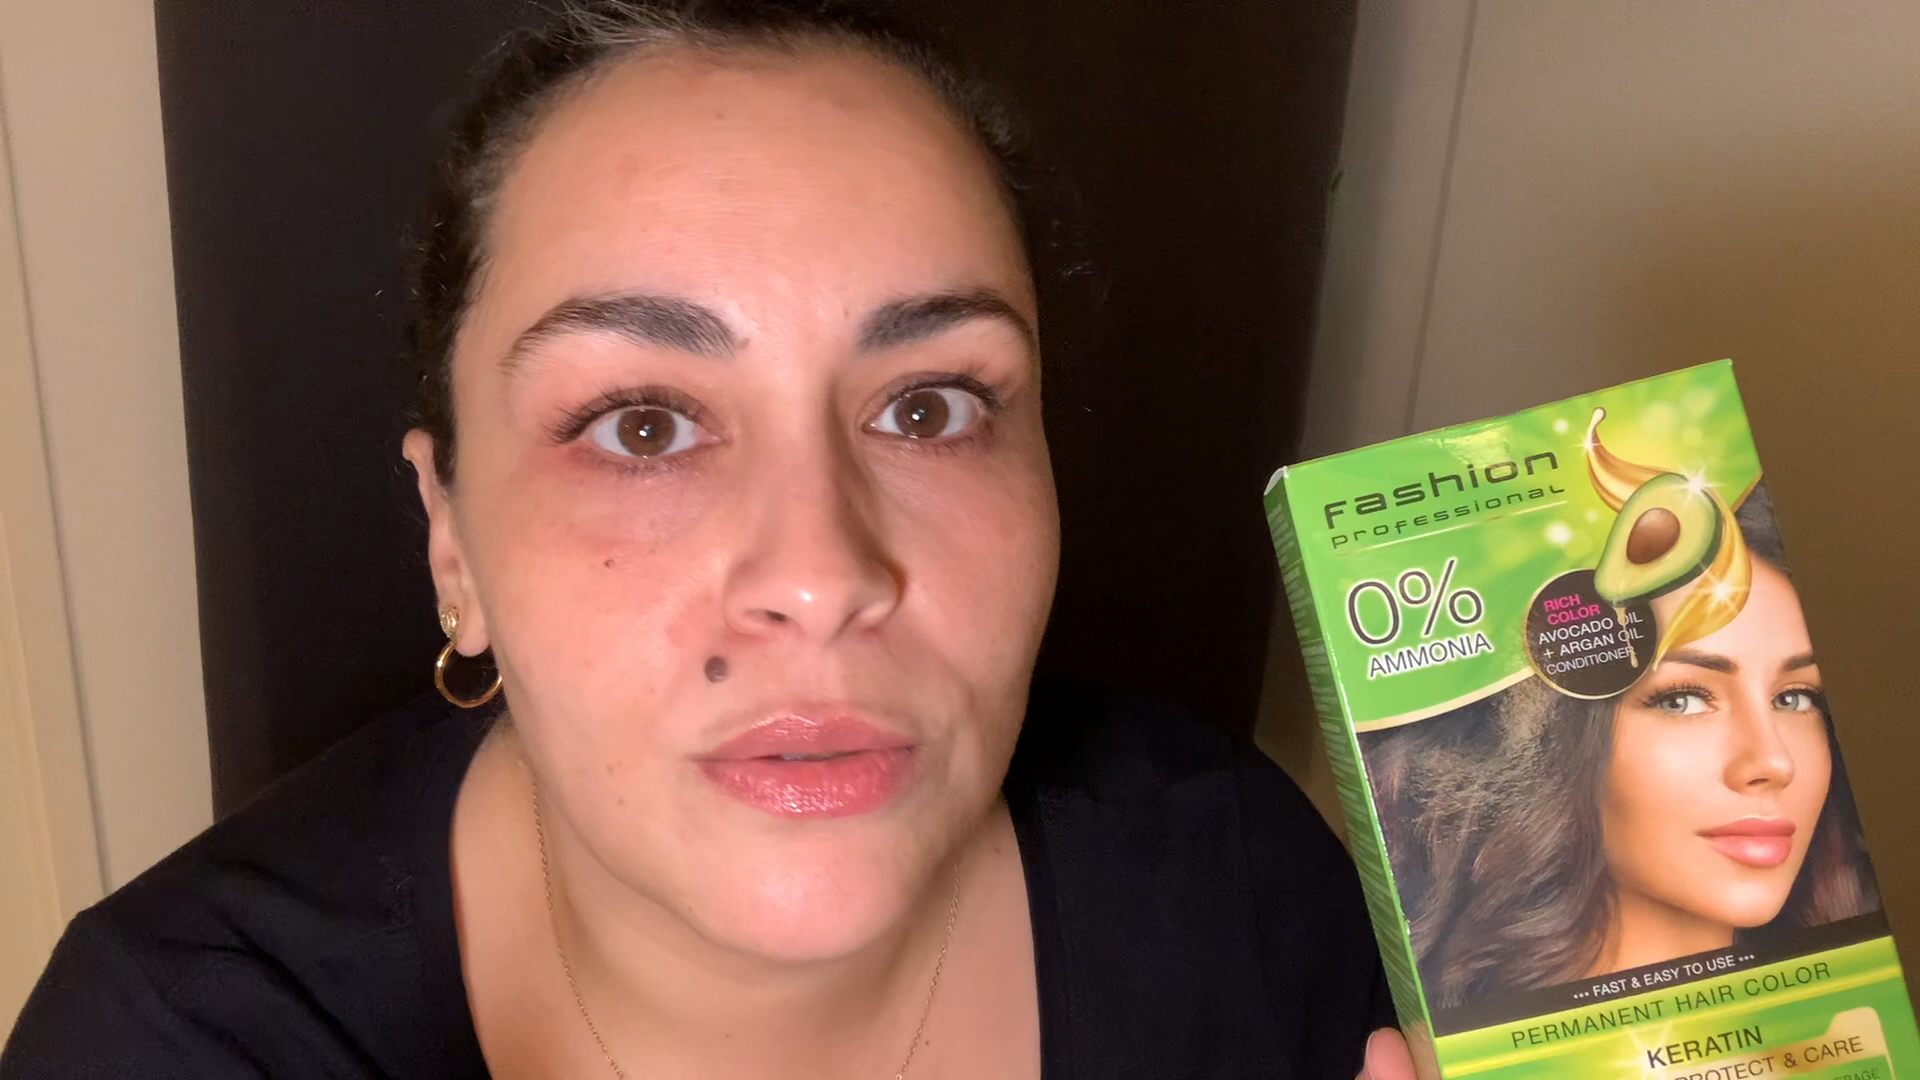 Fashion
professional
0%
AMMONIA
RICH
COLOR
AVOCADO OIL
+ ARGAN OIL
CONDITIONER
••• FAST & EASY TO USE •••
PERMANENT HAIR COLOR
KERATIN
PROTECT & CARE